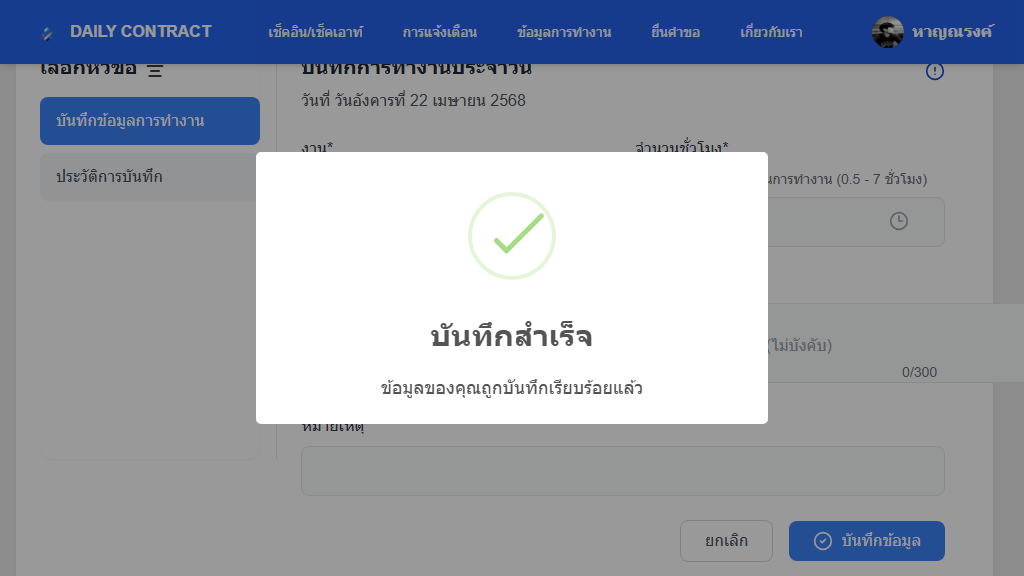 DAILY CONTRACT
เช็คอิน/เช็คเอาท์
การแจ้งเตือน
ข้อมูลการทำงาน
ยื่นคำขอ
เกี่ยวกับเรา
หาญณรงค์
เลือกหัวข้อ
บันทึกการทำงานประจำวัน
วันที่ วันอังคารที่ 22 เมษายน 2568
บันทึกข้อมูลการทำงาน
ประวัติการบันทึก
งาน*
จำนวนชั่วโมง*
การทำงาน (0.5 - 7 ชั่วโมง)
บันทึกสำเร็จ
(ไม่บังคับ)
0/300
ข้อมูลของคุณถูกบันทึกเรียบร้อยแล้ว
หมายเหตุ
ยกเลิก
บันทึกข้อมูล